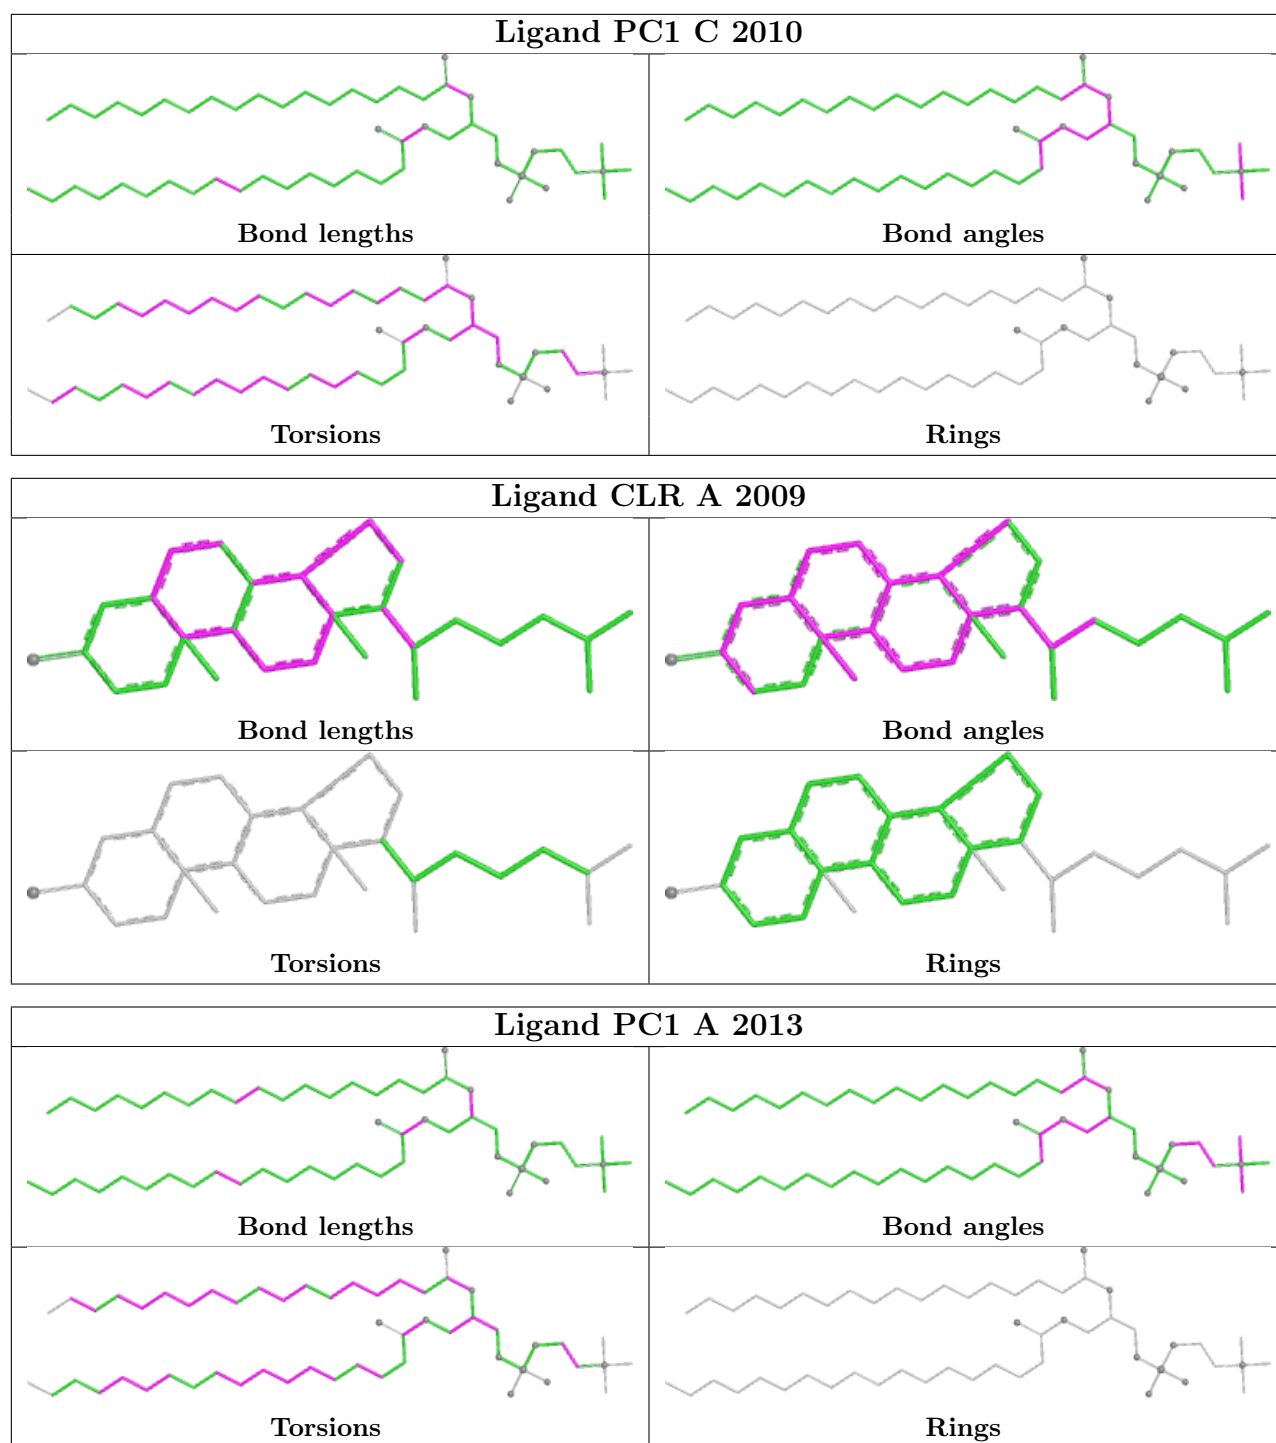 Ligand PC1 C 2010
Bond lengths
Bond angles
Torsions
Rings
Ligand CLR A 2009
Bond lengths
Bond angles
Torsions
Rings
Ligand PC1 A 2013
Bond lengths
Bond angles
Torsions
Rings